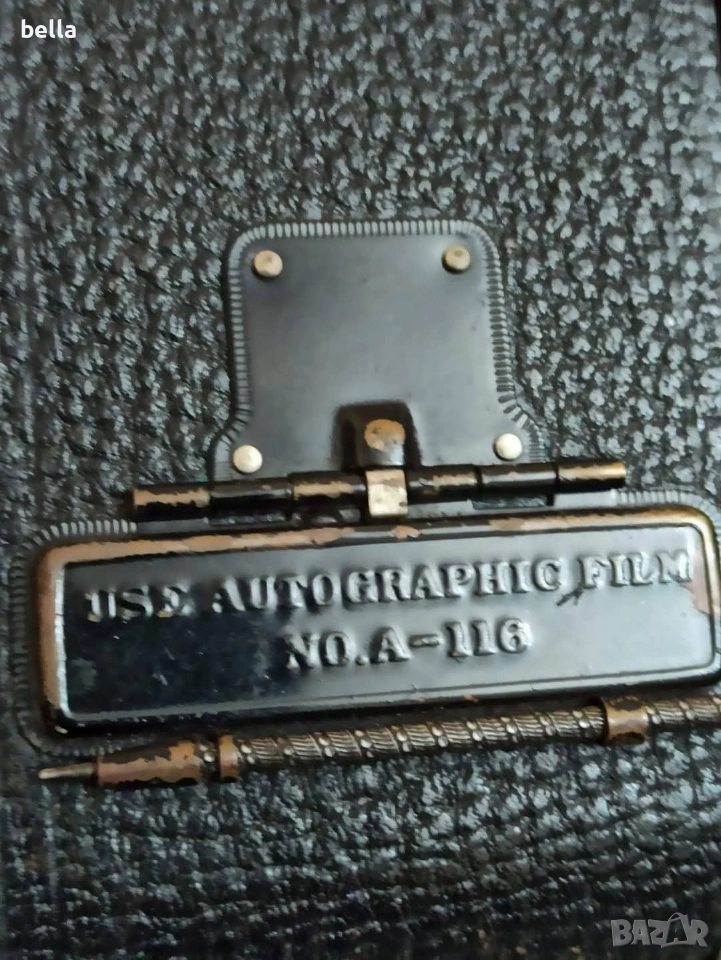 bella
USE AUTOGRAPHIC FILM
NO. A-116
BAZAR